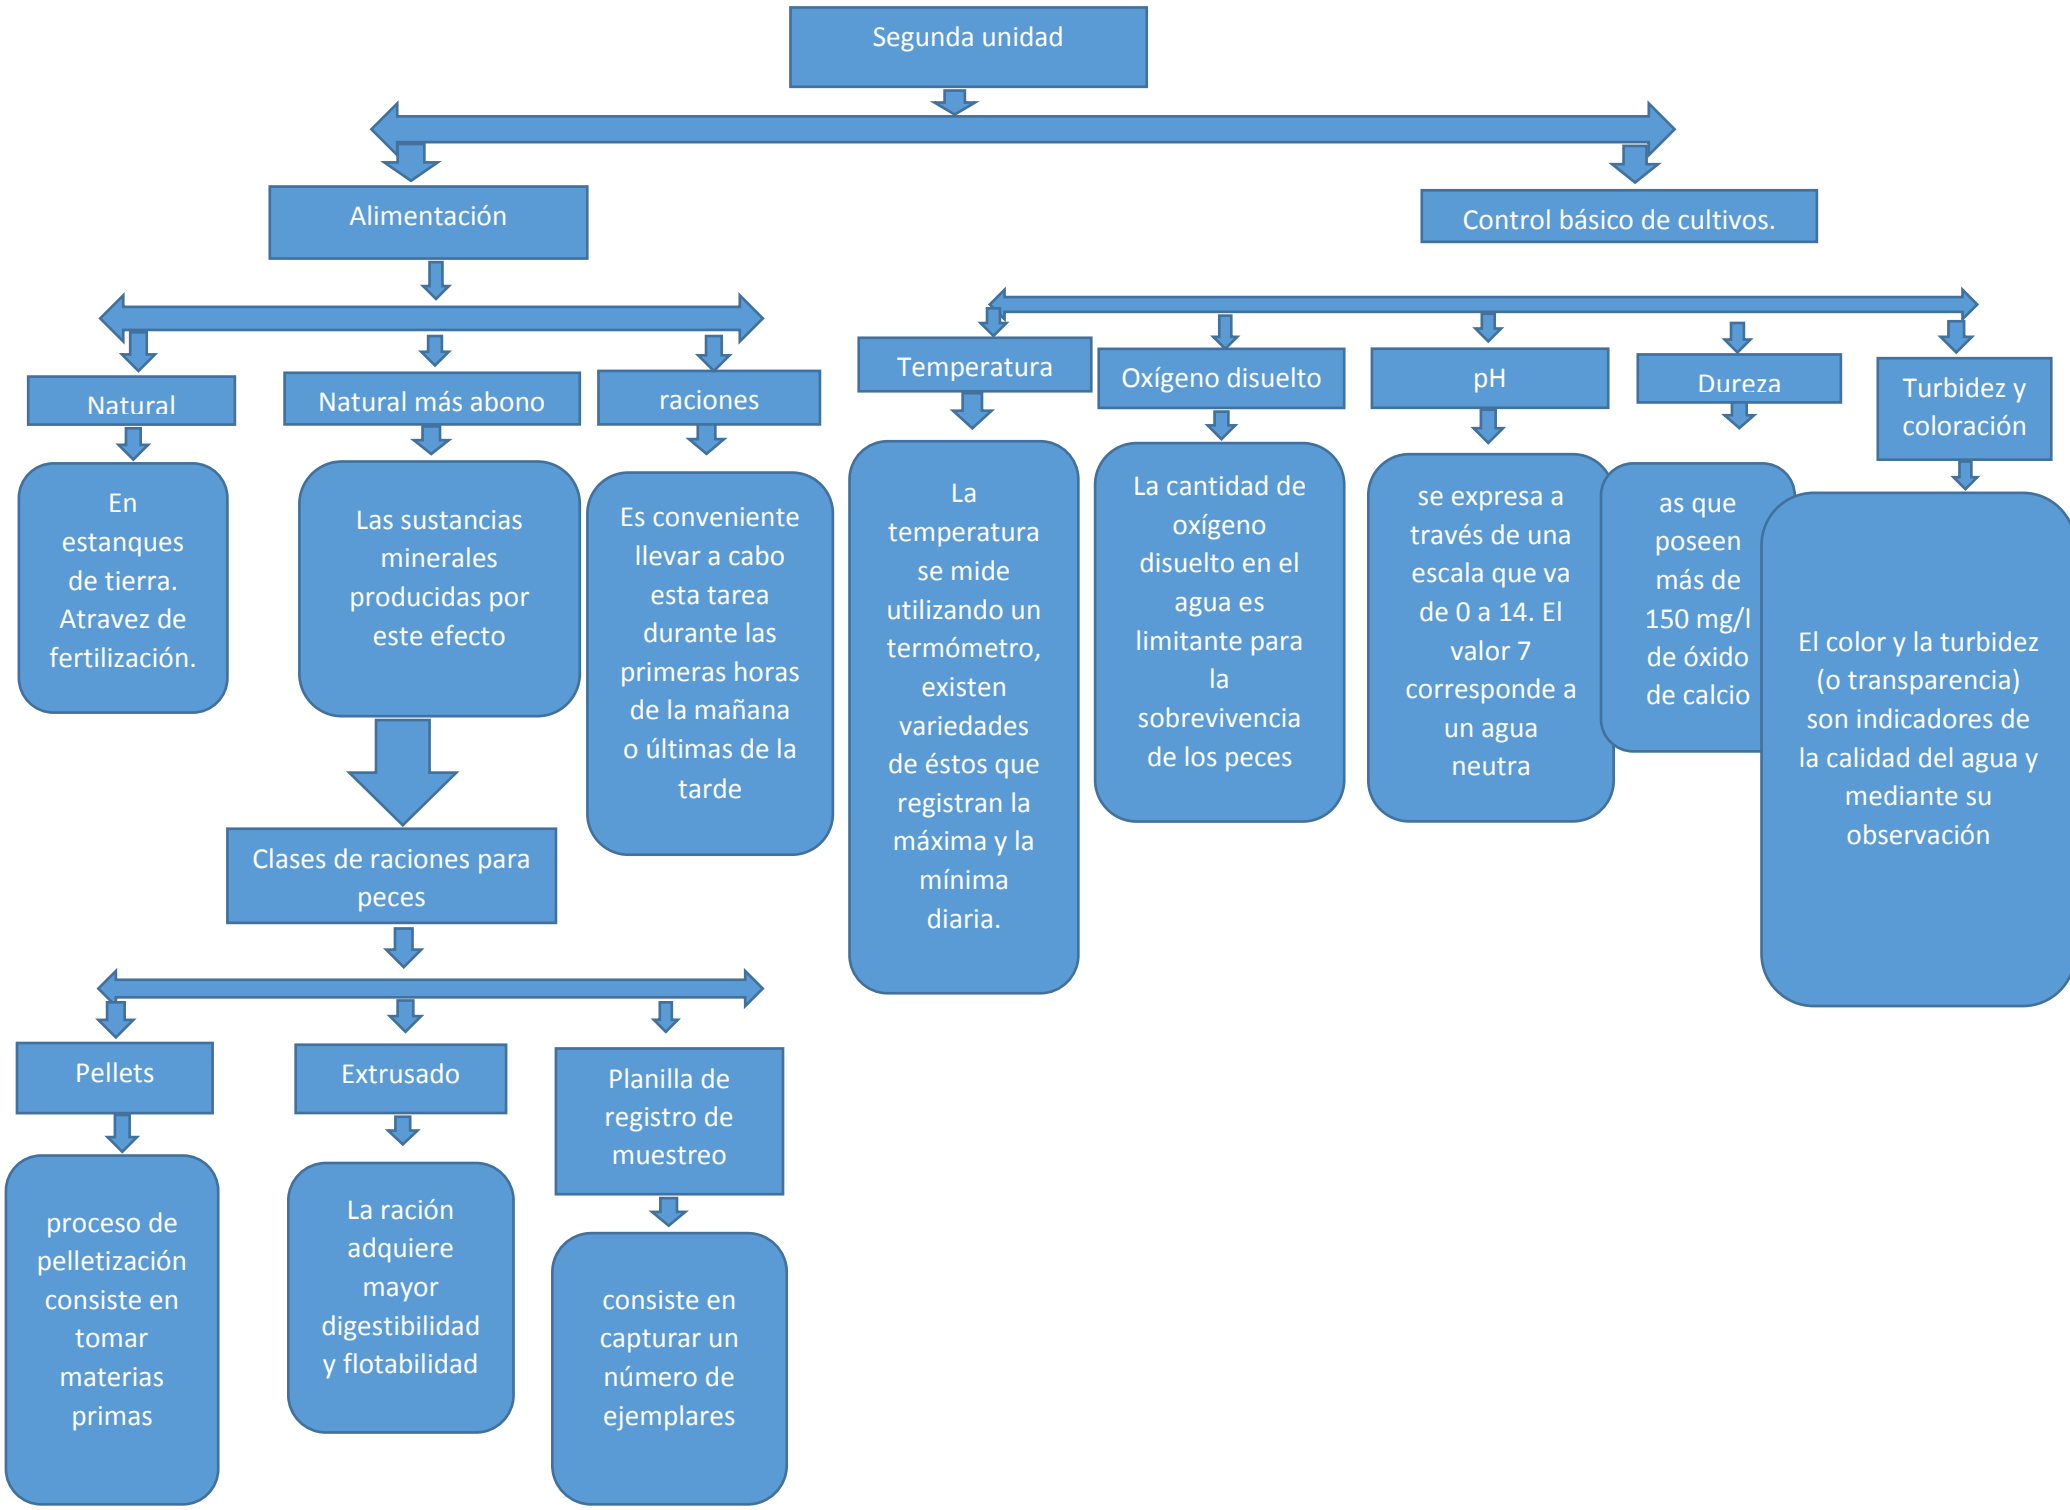 Segunda unidad
Alimentación
Control básico de cultivos.
Natural
Natural más abono
raciones
Temperatura
Oxígeno disuelto
pH
Dureza
Turbidez y
coloración
En
estanques
de tierra.
Atravez de
fertilización.
Las sustancias
minerales
producidas por
este efecto
Es conveniente
llevar a cabo
esta tarea
durante las
primeras horas
de la mañana
o últimas de la
tarde
La
temperatura
se mide
utilizando un
termómetro,
existen
variedades
de éstos que
registran la
máxima y la
mínima
diaria.
La cantidad de
oxígeno
disuelto en el
agua es
limitante para
la
sobrevivencia
de los peces
se expresa a
través de una
escala que va
de 0 a 14. El
valor 7
corresponde a
un agua
neutra
as que
poseen
más de
150 mg/l
de óxido
de calcio
El color y la turbidez
(o transparencia)
son indicadores de
la calidad del agua y
mediante su
observación
Clases de raciones para
peces
Pellets
Extrusado
Planilla de
registro de
muestreo
proceso de
pelletización
consiste en
tomar
materias
primas
La ración
adquiere
mayor
digestibilidad
y flotabilidad
consiste en
capturar un
número de
ejemplares